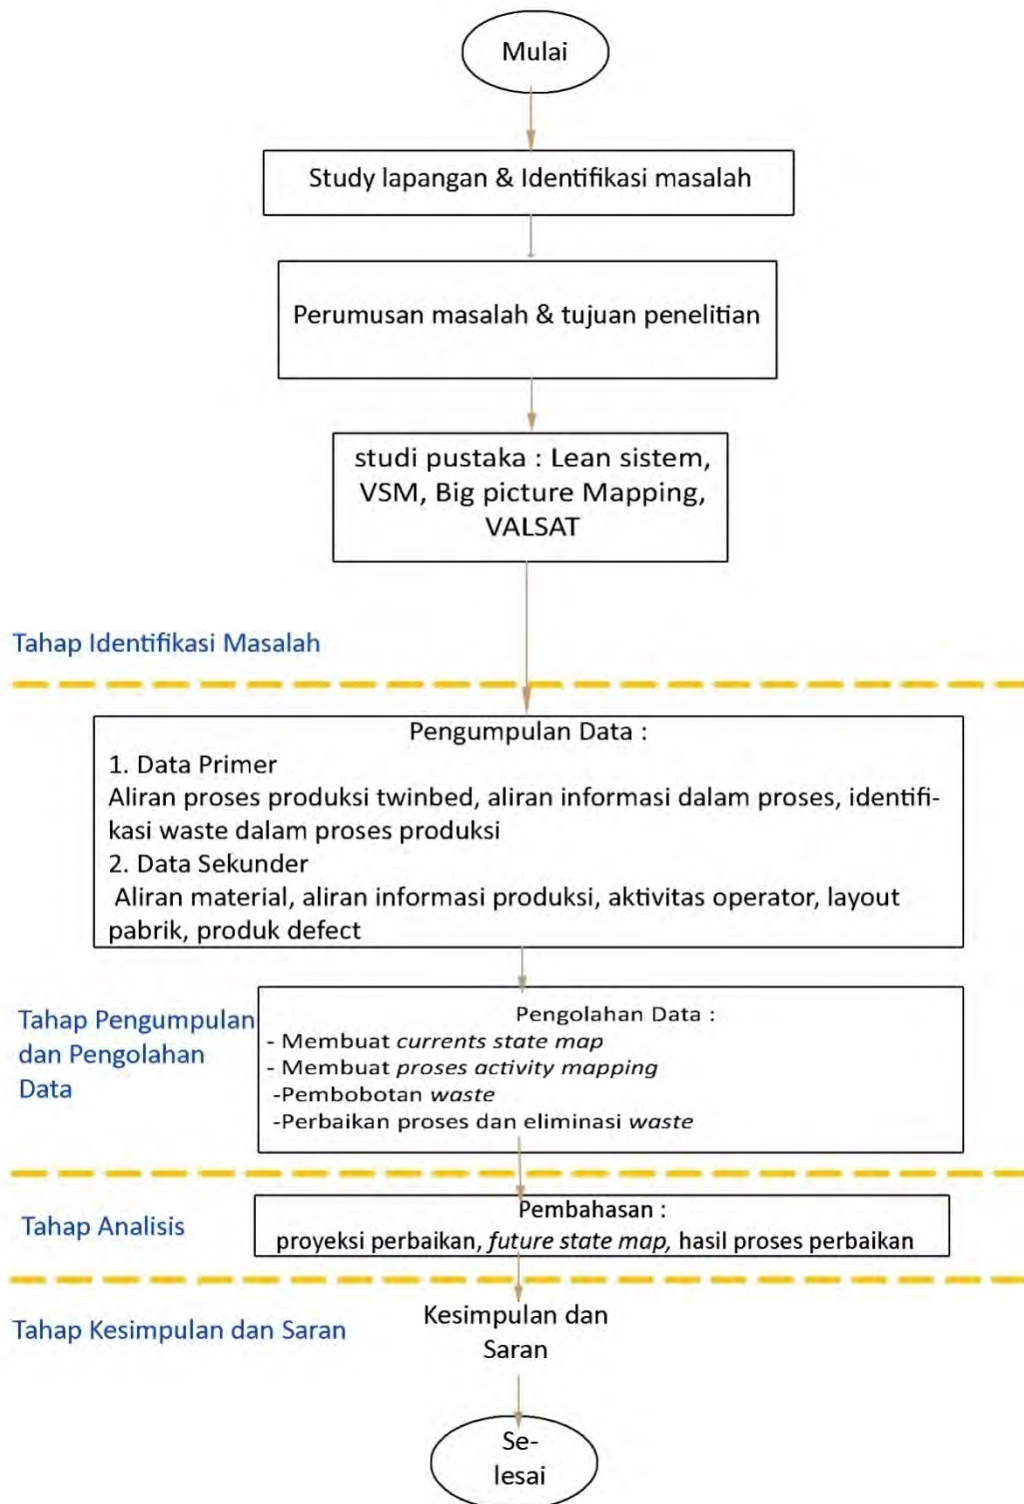 Mulai
Study lapangan & Identifikasi masalah
Perumusan masalah & tujuan penelitian
studi pustaka : Lean sistem,
VSM, Big picture Mapping,
VALSAT
Tahap Identifikasi Masalah
Pengumpulan Data :
1. Data Primer
Aliran proses produksi twinbed, aliran informasi dalam proses, identifi-
kasi waste dalam proses produksi
2. Data Sekunder
Aliran material, aliran informasi produksi, aktivitas operator, layout
pabrik, produk defect
Tahap Pengumpulan
dan Pengolahan
Data
Pengolahan Data :
- Membuat currents state map
- Membuat proses activity mapping
-Pembobotan waste
-Perbaikan proses dan eliminasi waste
Tahap Analisis
Pembahasan :
proyeksi perbaikan, future state map, hasil proses perbaikan
Tahap Kesimpulan dan Saran
Kesimpulan dan
Saran
Se-
lesai